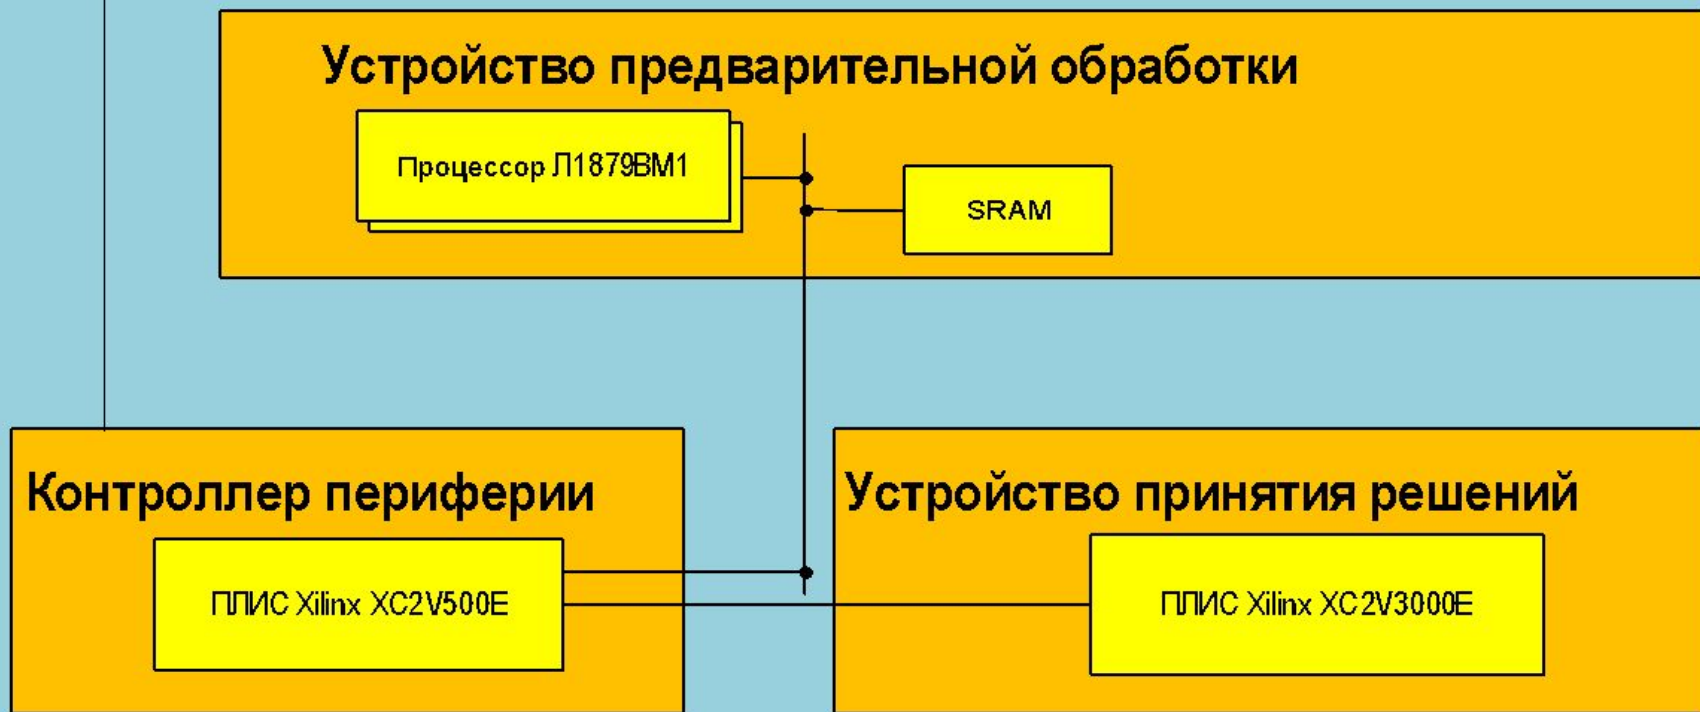 Устройство предварительной обработки
Процессор Л1879ВМ1
SRAM
Контроллер периферии
Устройство принятия решений
ПЛИС Xilinx XC2V500E
ПЛИС Xilinx XC2V3000E